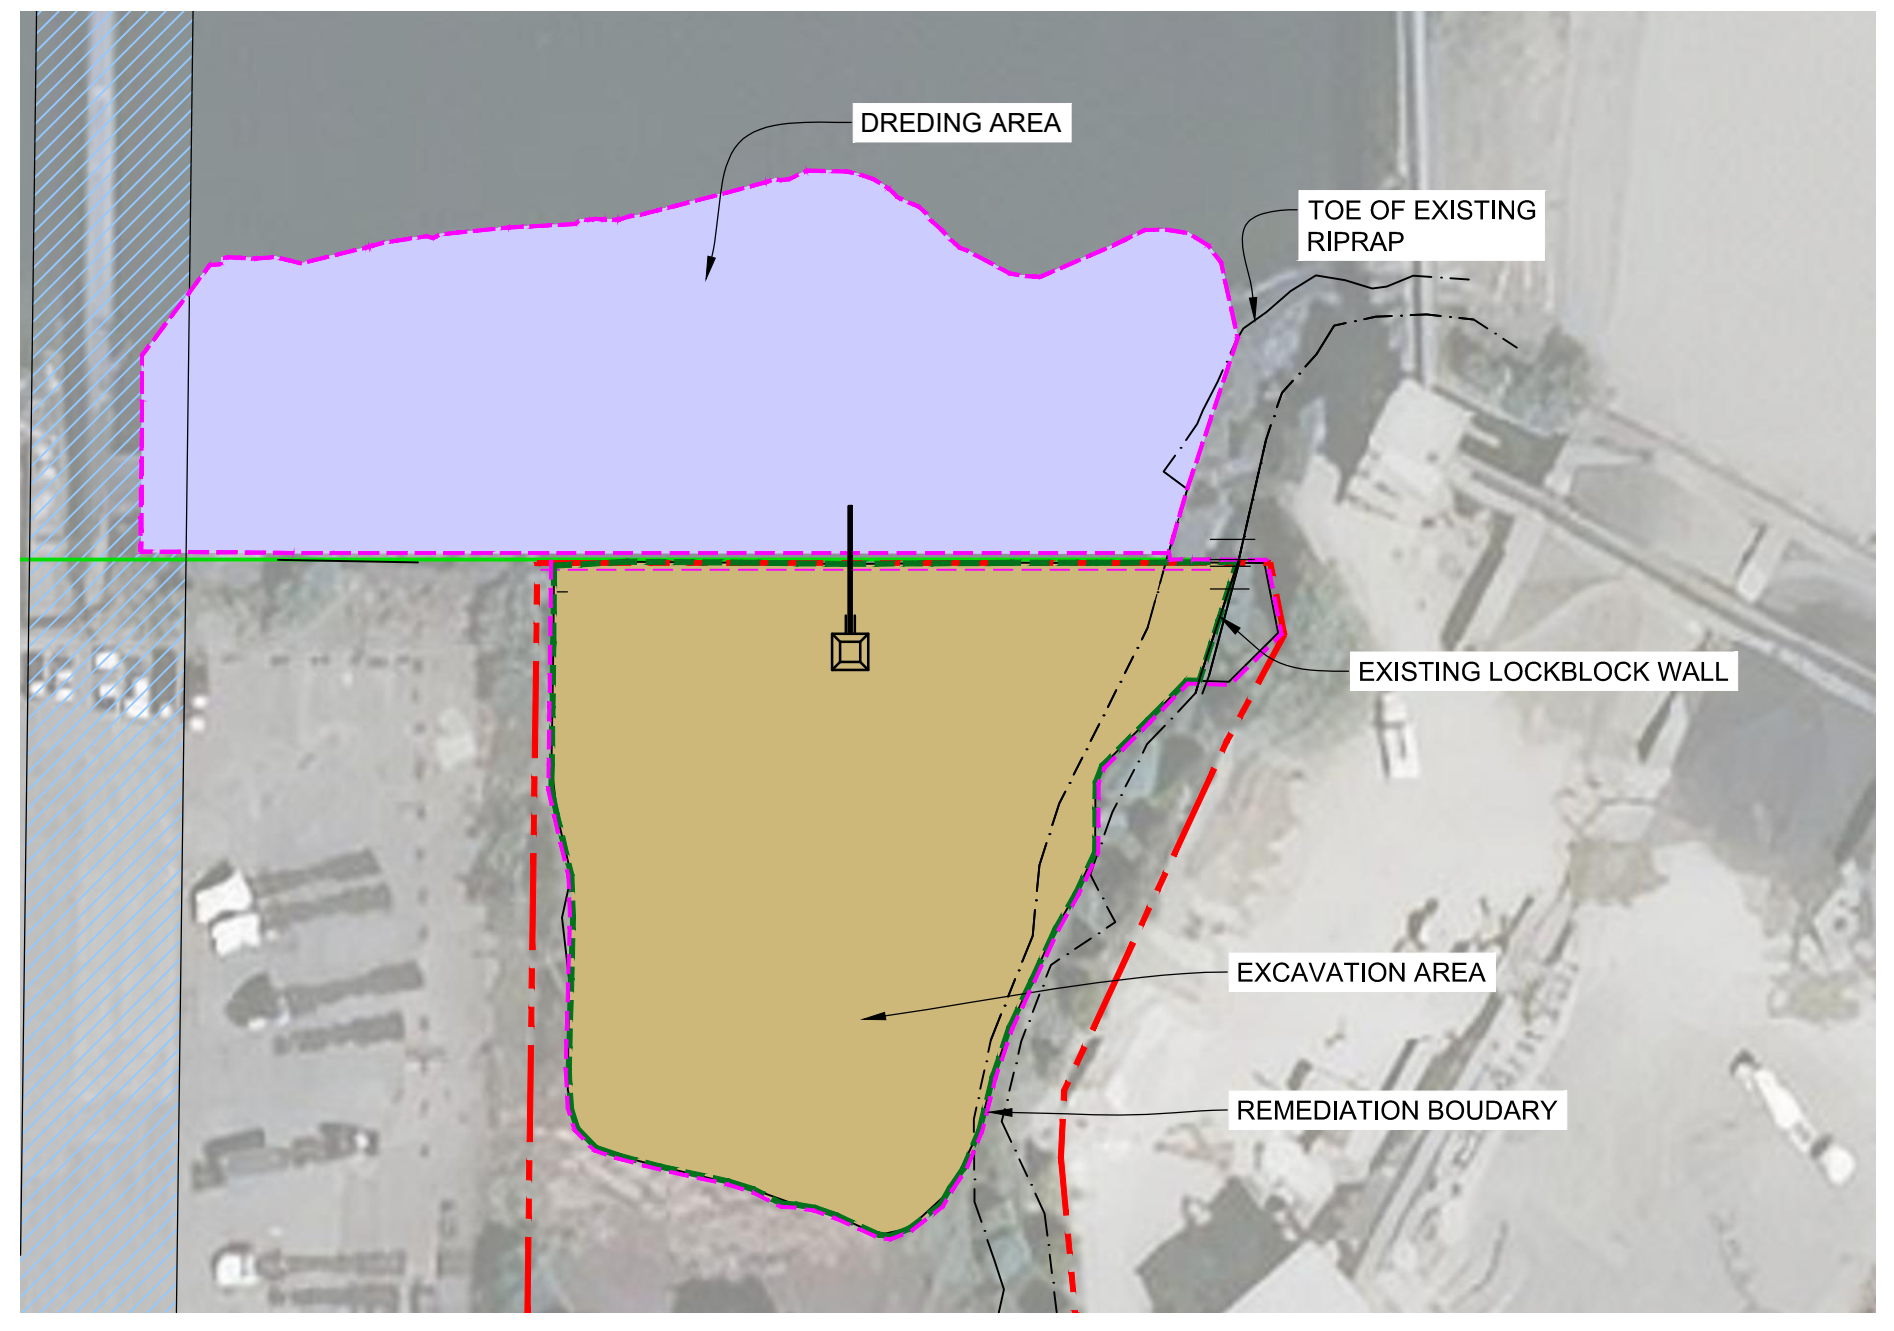 DREDING AREA
TOE OF EXISTING
RIPRAP
EXISTING LOCKBLOCK WALL
EXCAVATION AREA
REMEDIATION BOUDARY